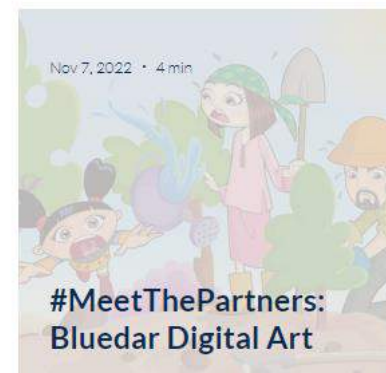 Nov 7, 2022 · 4 min
#MeetThePartners:
Bluedar Digital Art